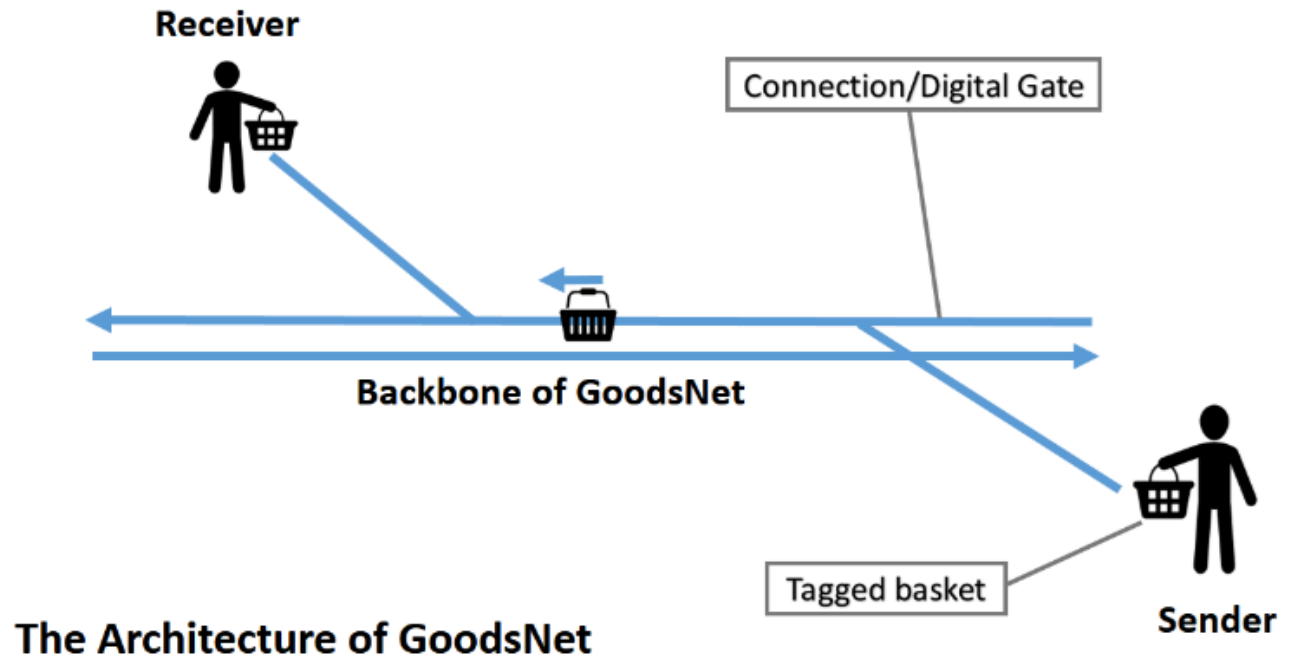 Receiver
Connection/Digital Gate
Backbone of GoodsNet
Tagged basket
Sender
The Architecture of GoodsNet